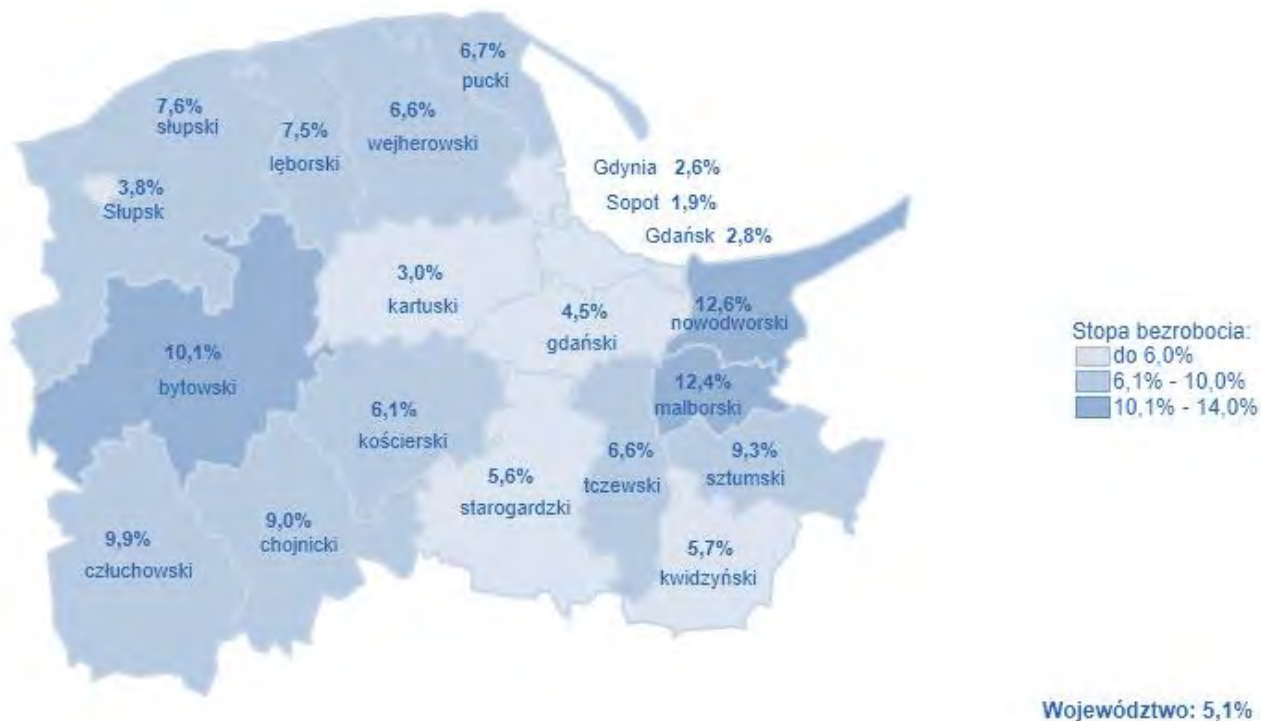 6,7%
pucki
7,6%
słupski
6,6%
wejherowski
7,5%
lęborski
Gdynia 2,6%
3,8%
Słupsk
Sopot 1,9%
Gdańsk 2,8%
3,0%
kartuski
12,6%
nowodworski
4,5%
gdański
Stopa bezrobocia:
do 6,0%
6,1% - 10,0%
10,1% - 14,0%
10,1%
bytowski
12,4%
malborski
6,1%
kościerski
6,6%
tczewski
9,3%
sztumski
5,6%
starogardzki
9,0%
chojnicki
9,9%
człuchowski
5,7%
kwidzyński
Województwo: 5,1%